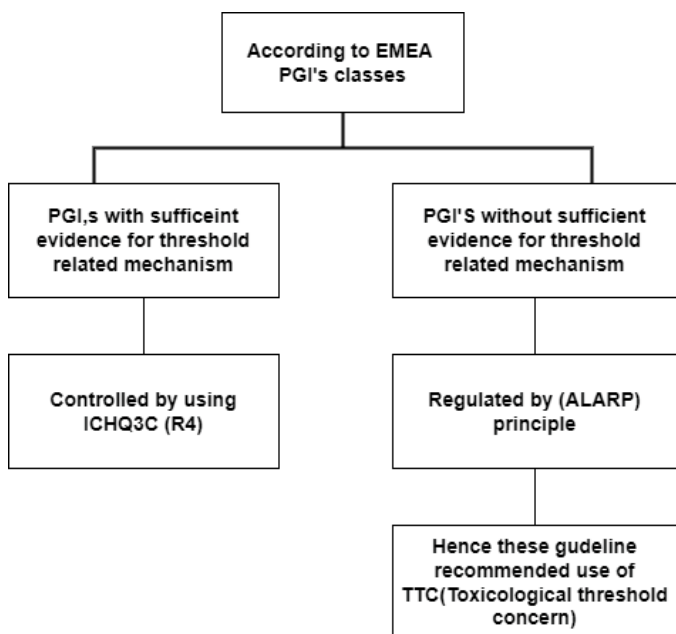 According to EMEA
PGI's classes
PGI,s with sufficeint
evidence for threshold
related mechanism
PGI'S without sufficient
evidence for threshold
related mechanism
Controlled by using
ICHQ3C (R4)
Regulated by (ALARP)
principle
Hence these gudeline
recommended use of
TTC(Toxicological threshold
concern)